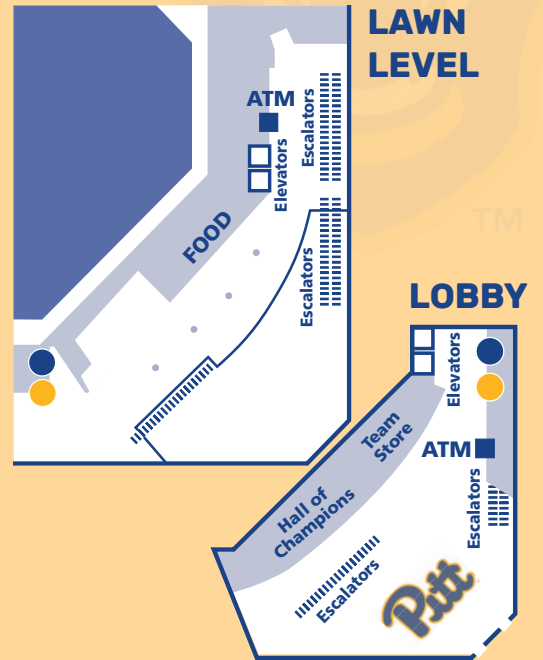 LAWN
LEVEL
ATM
Escalators
Elevators
FOOD
Escalators
TM
LOBBY
Elevators
Team
Store
ATM
Hall of
Champions
Escalators
Escalators
Pitt